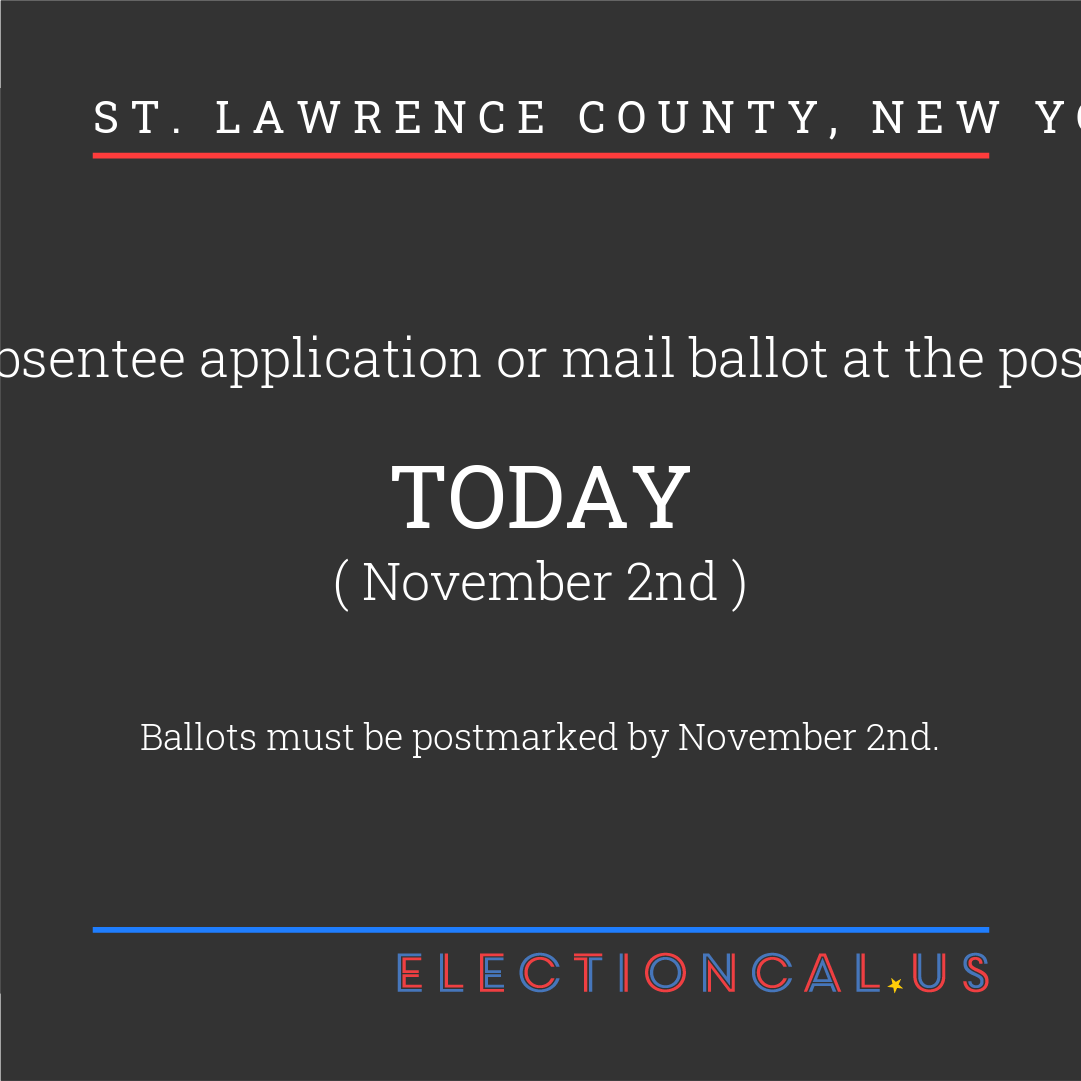 ST. LAWRENCE COUNTY, NEW
application or mail ballot at the
TODAY
( November 2nd )
Ballots must be postmarked by November 2nd.
ELECTIONCAL.US